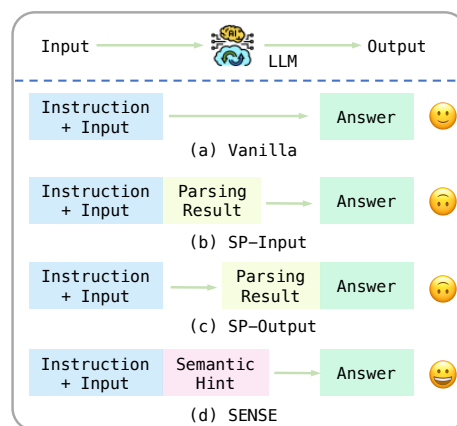 Input
AI
LLM
Output
Instruction + Input
Answer
(a) Vanilla
Instruction + Input
Parsing Result
Answer
(b) SP-Input
Instruction + Input
Parsing Result
Answer
(c) SP-Output
Instruction + Input
Semantic Hint
Answer
(d) SENSE